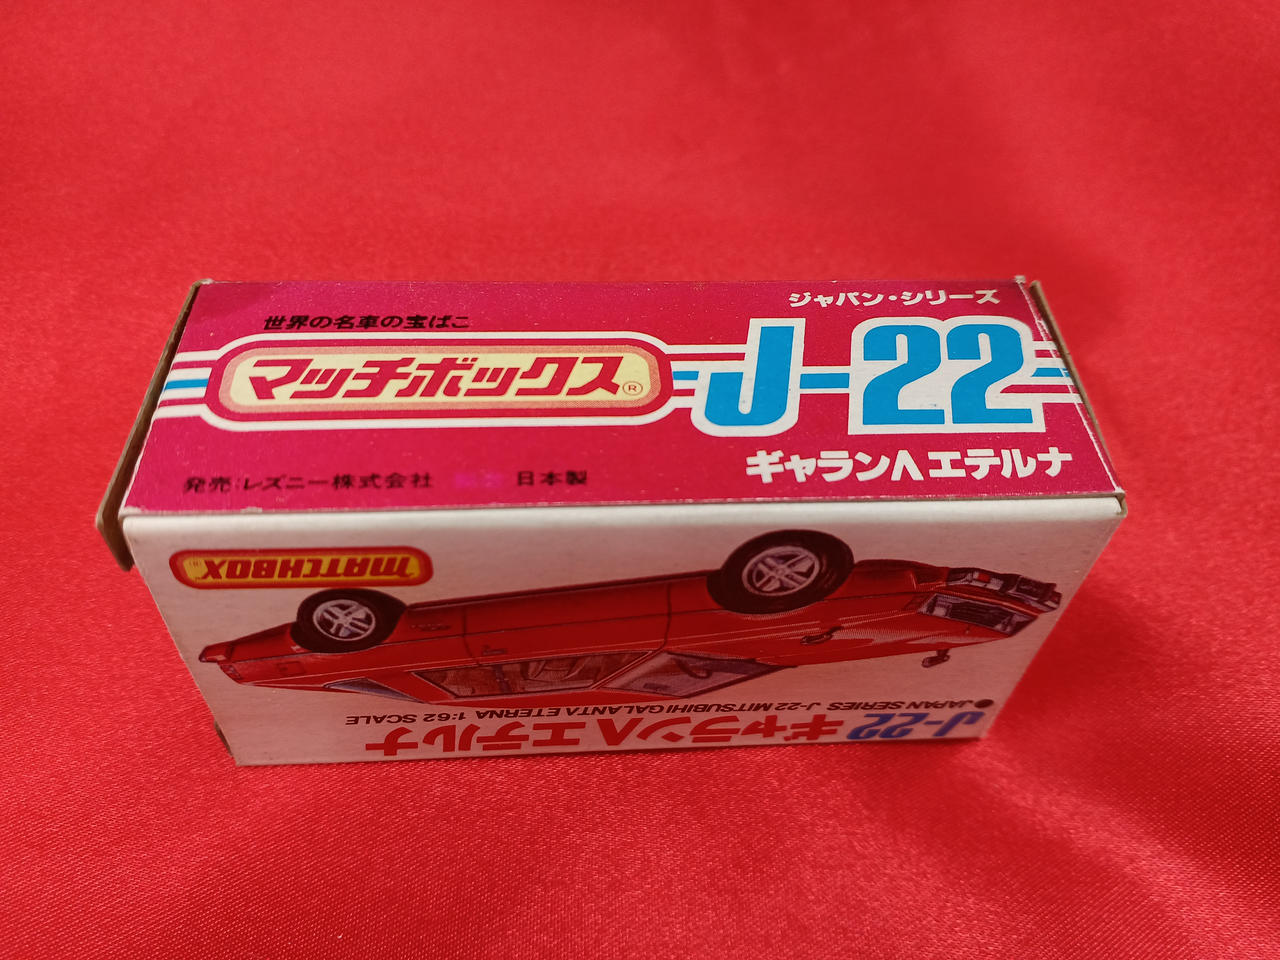 ジャパン・シリーズ
世界の名車の宝ばこ
マッチボックス®
J-22
ギャランΛ エテルナ
発売:レズニー株式会社
日本製
MATCHBOX®
J-22 ギャランΛ エテルナ
●JAPAN SERIES J-22 MITSUBIHI GALANT Λ ETERNA 1:62 SCALE